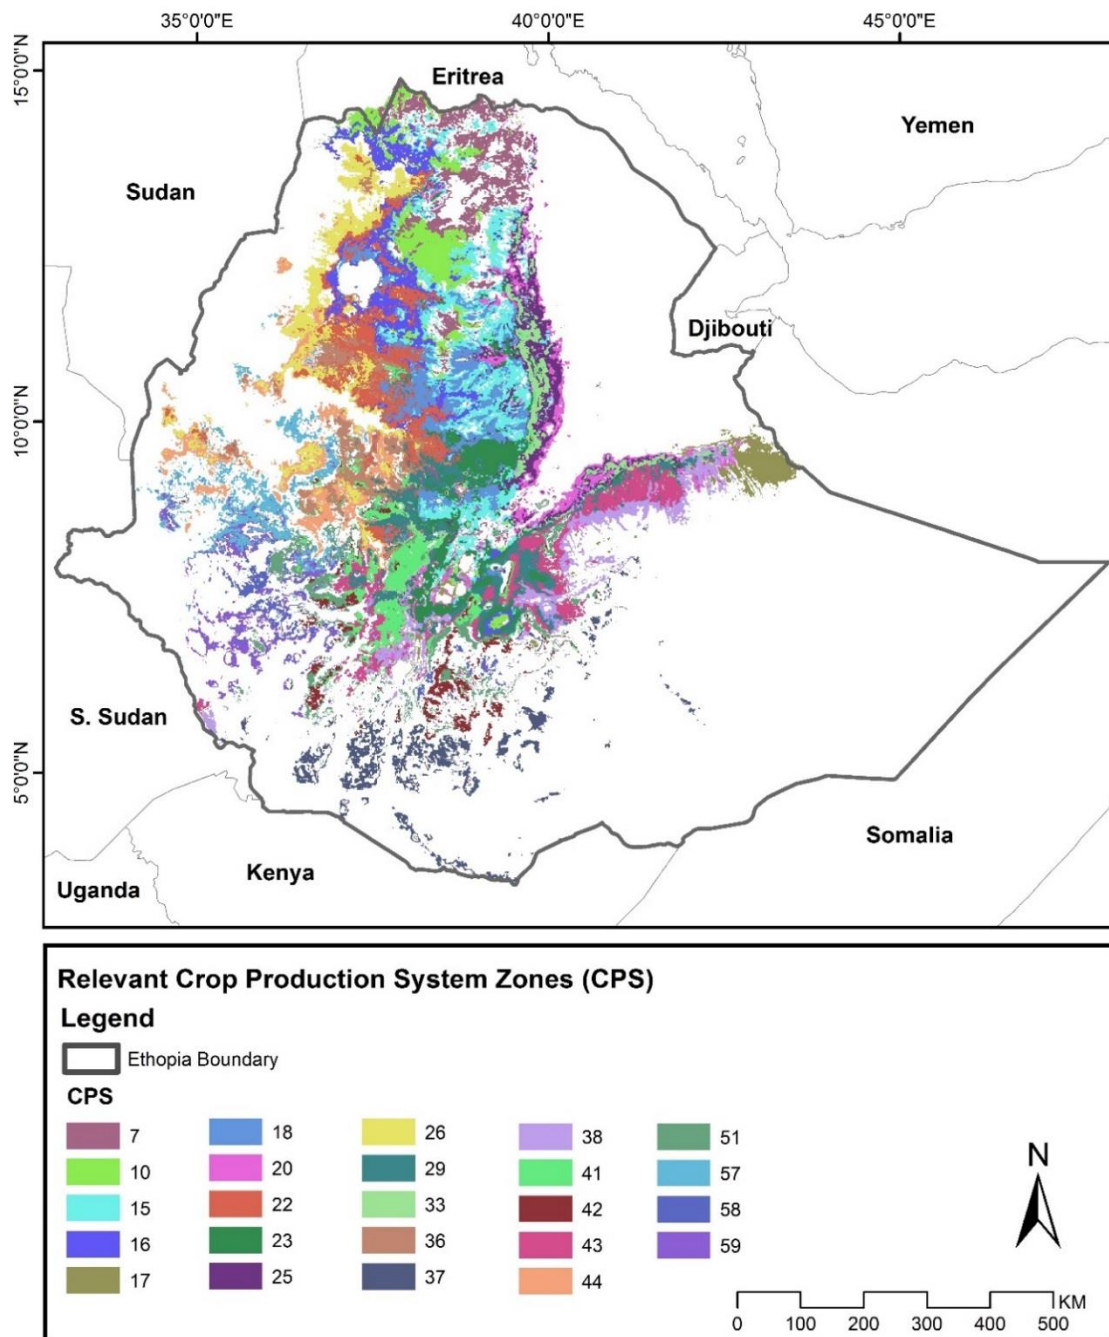 35°0'0"E 40°0'0"E 45°0'0"E
15°0'0"N
Eritrea
Yemen
Sudan
Djibouti
10°0'0"N
S. Sudan
5°0'0"N
Somalia
Kenya
Uganda
Relevant Crop Production System Zones (CPS)
Legend
Ethopia Boundary
CPS
7 18 26 38 51
10 20 29 41 57
15 22 33 42 58
16 23 36 43 59
17 25 37 44
N
KM
0 100 200 300 400 500